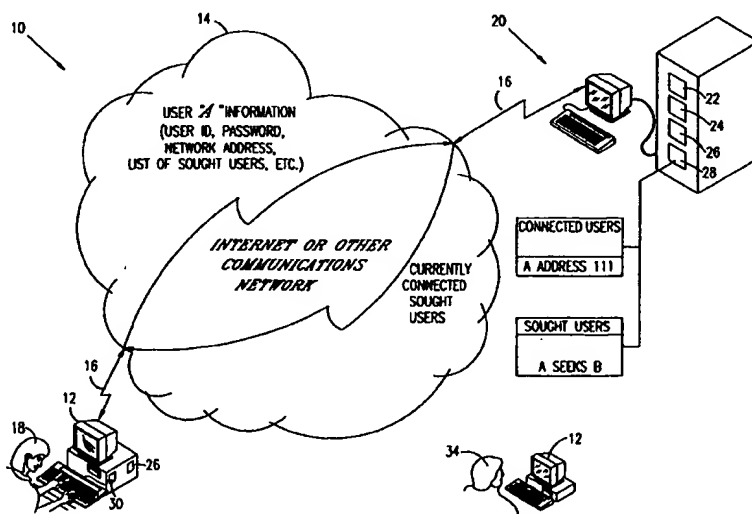 10
14
20
16
22
24
26
28
USER "A" INFORMATION
(USER ID, PASSWORD,
NETWORK ADDRESS,
LIST OF SOUGHT USERS, ETC.)
INTERNET OR OTHER
COMMUNICATIONS
NETWORK
CURRENTLY
CONNECTED
SOUGHT
USERS
CONNECTED USERS
A ADDRESS 111
SOUGHT USERS
A SEEKS B
16
12
18
26
30
34
12